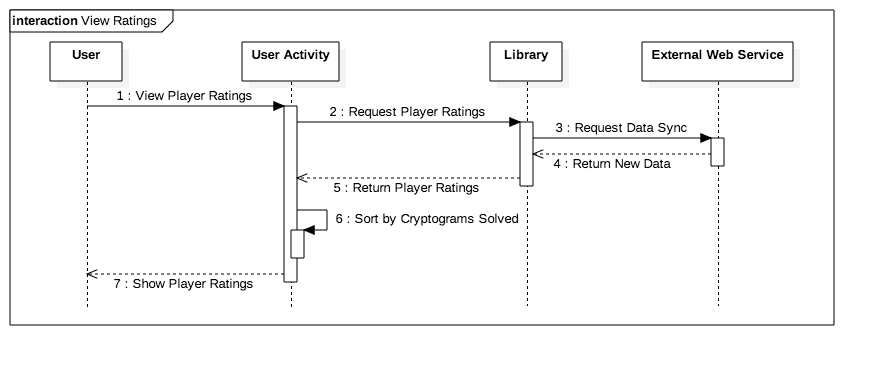 interaction View Ratings
User
User Activity
Library
External Web Service
1 : View Player Ratings
2 : Request Player Ratings
3 : Request Data Sync
4 : Return New Data
5 : Return Player Ratings
6 : Sort by Cryptograms Solved
7 : Show Player Ratings